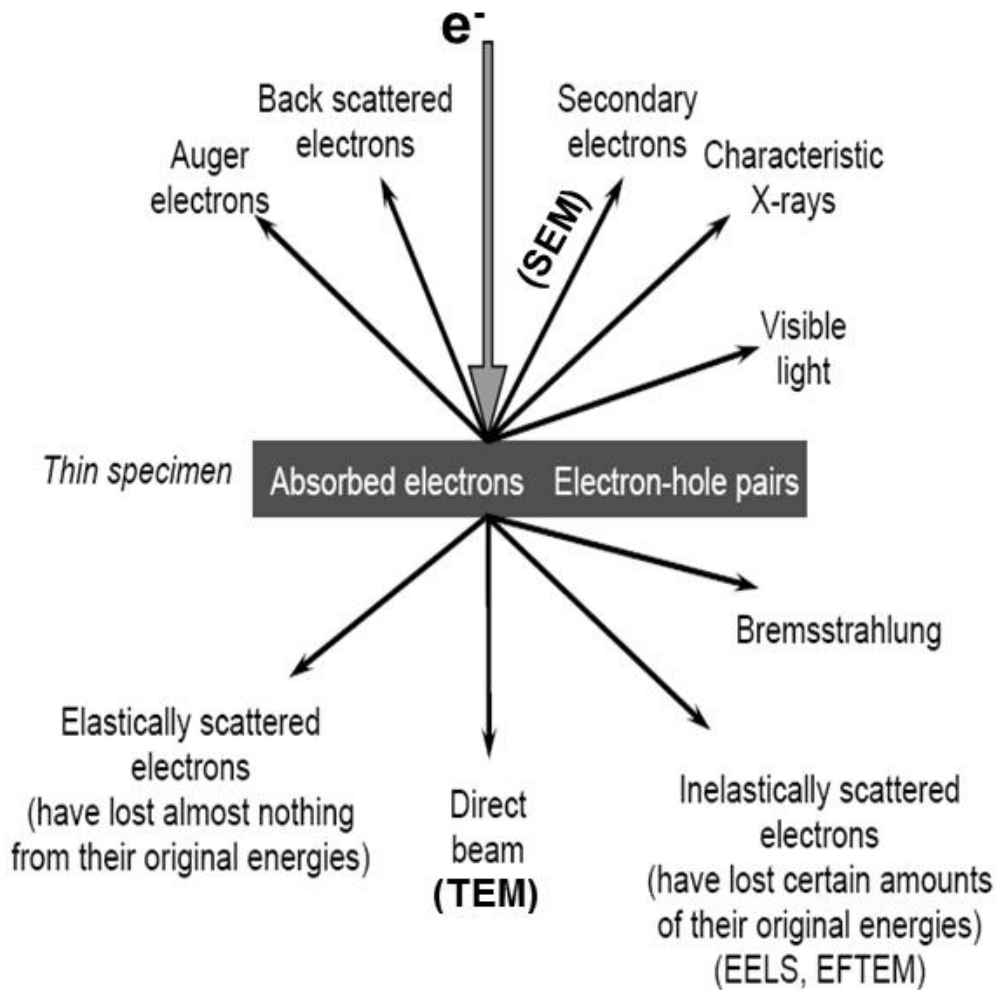 e-
Back scattered
electrons
Secondary
electrons
Auger
electrons
Characteristic
X-rays
(SEM)
Visible
light
Thin specimen
Absorbed electrons
Electron-hole pairs
Bremsstrahlung
Elastically scattered
electrons
(have lost almost nothing
from their original energies)
Direct
beam
(TEM)
Inelastically scattered
electrons
(have lost certain amounts
of their original energies)
(EELS, EFTEM)